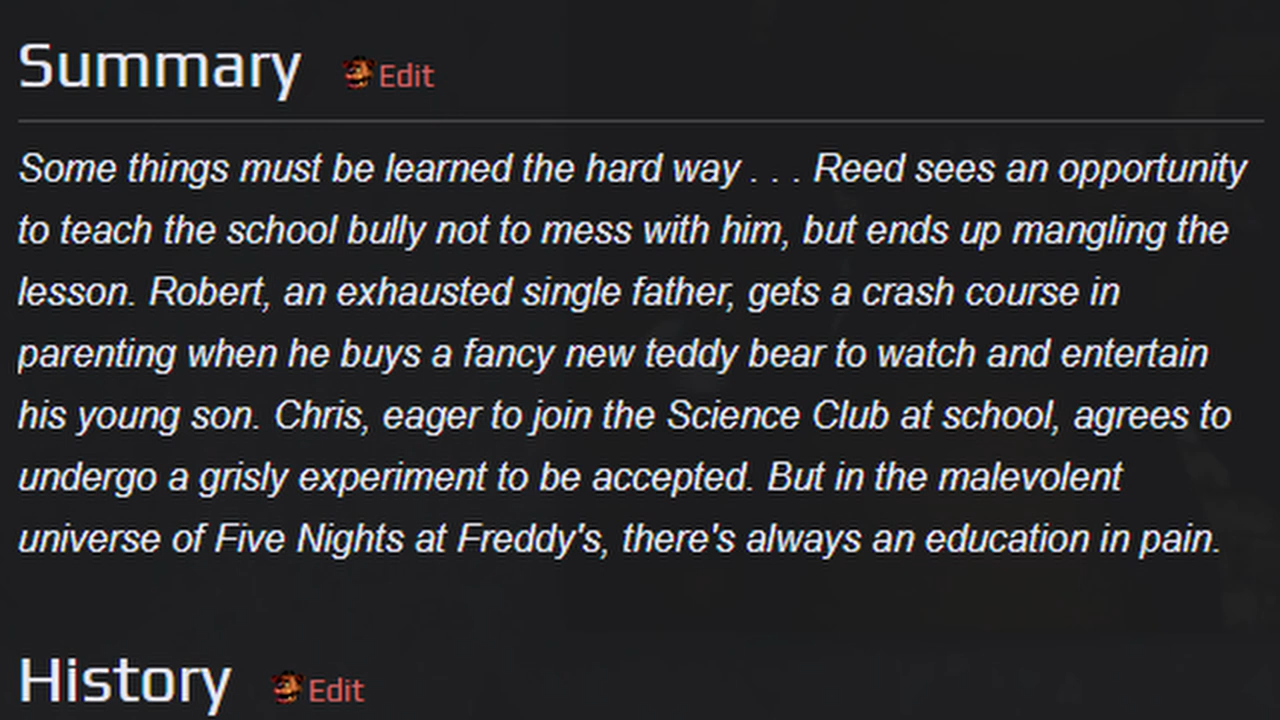 Summary Edit
Some things must be learned the hard way . . . Reed sees an opportunity
to teach the school bully not to mess with him, but ends up mangling the
lesson. Robert, an exhausted single father, gets a crash course in
parenting when he buys a fancy new teddy bear to watch and entertain
his young son. Chris, eager to join the Science Club at school, agrees to
undergo a grisly experiment to be accepted. But in the malevolent
universe of Five Nights at Freddy's, there's always an education in pain.
History Edit